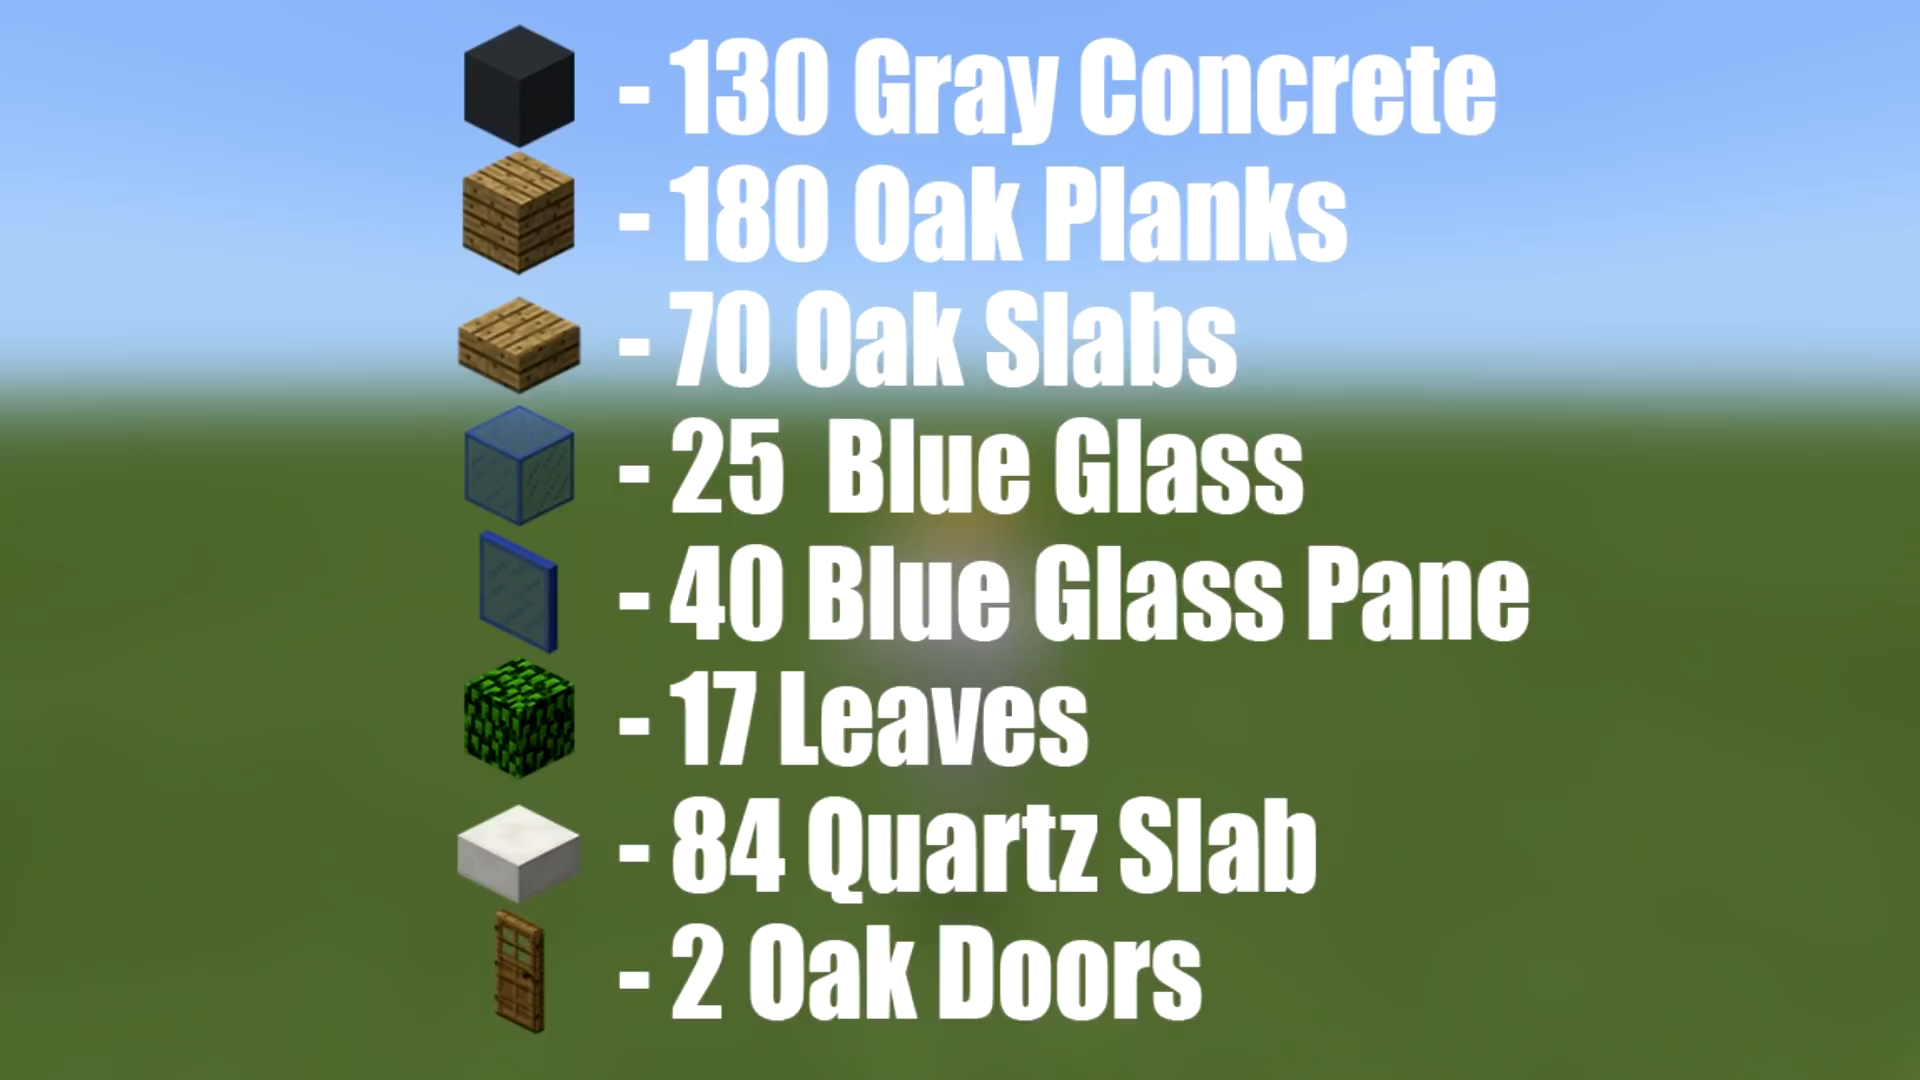 - 130 Gray Concrete
- 180 Oak Planks
- 70 Oak Slabs
- 25  Blue Glass
- 40 Blue Glass Pane
- 17 Leaves
- 84 Quartz Slab
- 2 Oak Doors